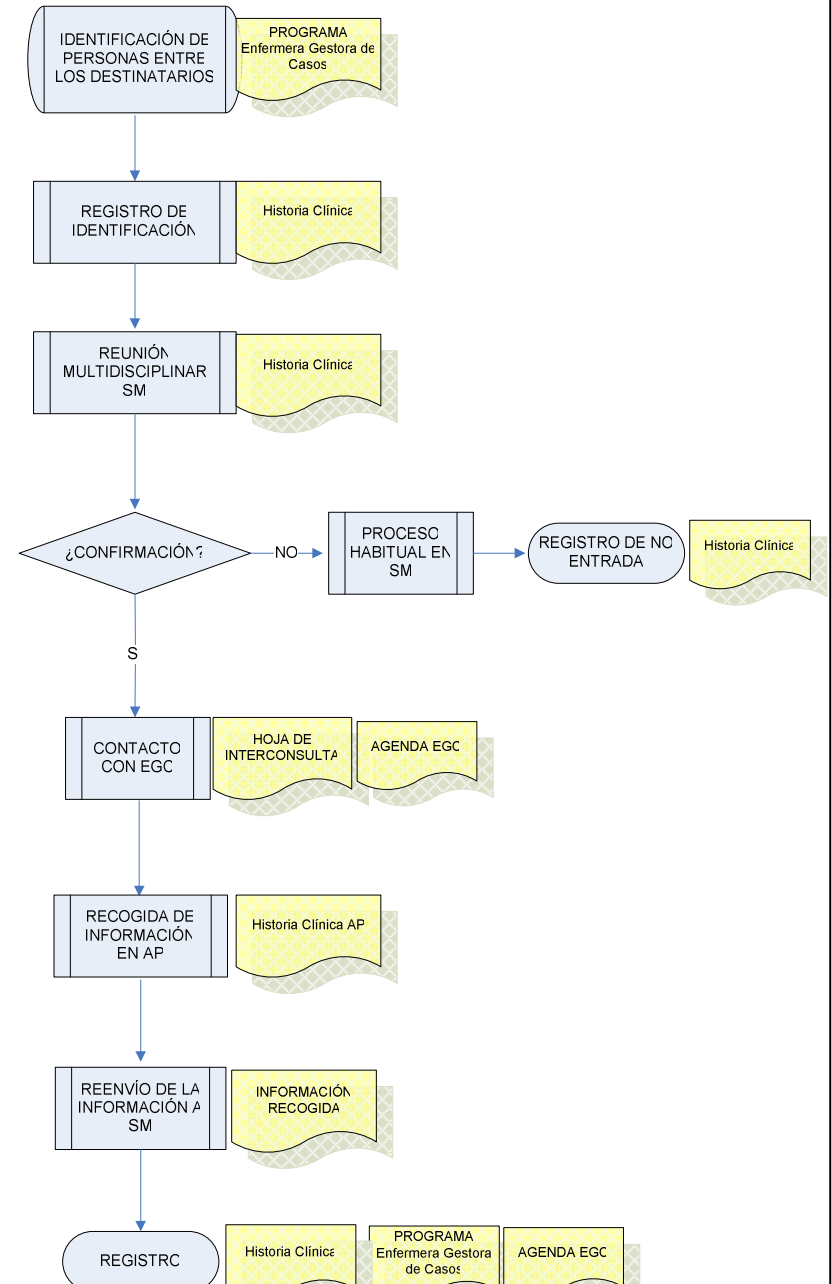 IDENTIFICACIÓN DE
PERSONAS ENTRE
LOS DESTINATARIOS
PROGRAMA
Enfermera Gestora de
Casos
REGISTRO DE
IDENTIFICACIÓN
Historia Clínica
REUNIÓN
MULTIDISCIPLINAR
SM
Historia Clínica
¿CONFIRMACIÓN?
NO
PROCESO
HABITUAL EN
SM
REGISTRO DE NO
ENTRADA
Historia Clínica
S
CONTACTO
CON EGC
HOJA DE
INTERCONSULTA
AGENDA EGC
RECOGIDA DE
INFORMACIÓN
EN AP
Historia Clínica AP
REENVÍO DE LA
INFORMACIÓN A
SM
INFORMACIÓN
RECOGIDA
REGISTRO
Historia Clínica
PROGRAMA
Enfermera Gestora
de Casos
AGENDA EGC